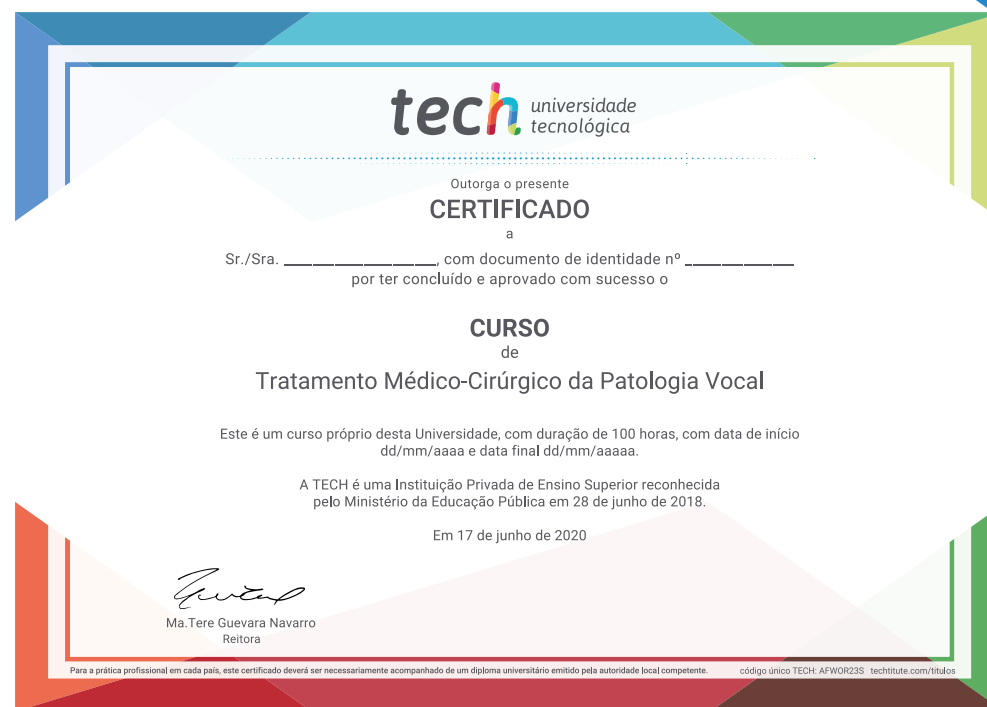 tech universidade
tecnológica
Outorga o presente
CERTIFICADO
a
Sr./Sra. ________________, com documento de identidade nº ____________
por ter concluído e aprovado com sucesso o
CURSO
de
Tratamento Médico-Cirúrgico da Patologia Vocal
Este é um curso próprio desta Universidade, com duração de 100 horas, com data de início
dd/mm/aaaa e data final dd/mm/aaaaa.
A TECH é uma Instituição Privada de Ensino Superior reconhecida
pelo Ministério da Educação Pública em 28 de junho de 2018.
Em 17 de junho de 2020
Ma.Tere Guevara Navarro
Reitora
Para a prática profissional em cada país, este certificado deverá ser necessariamente acompanhado de um diploma universitário emitido pela autoridade local competente. código único TECH: AFWOR23S techtitute.com/titulos